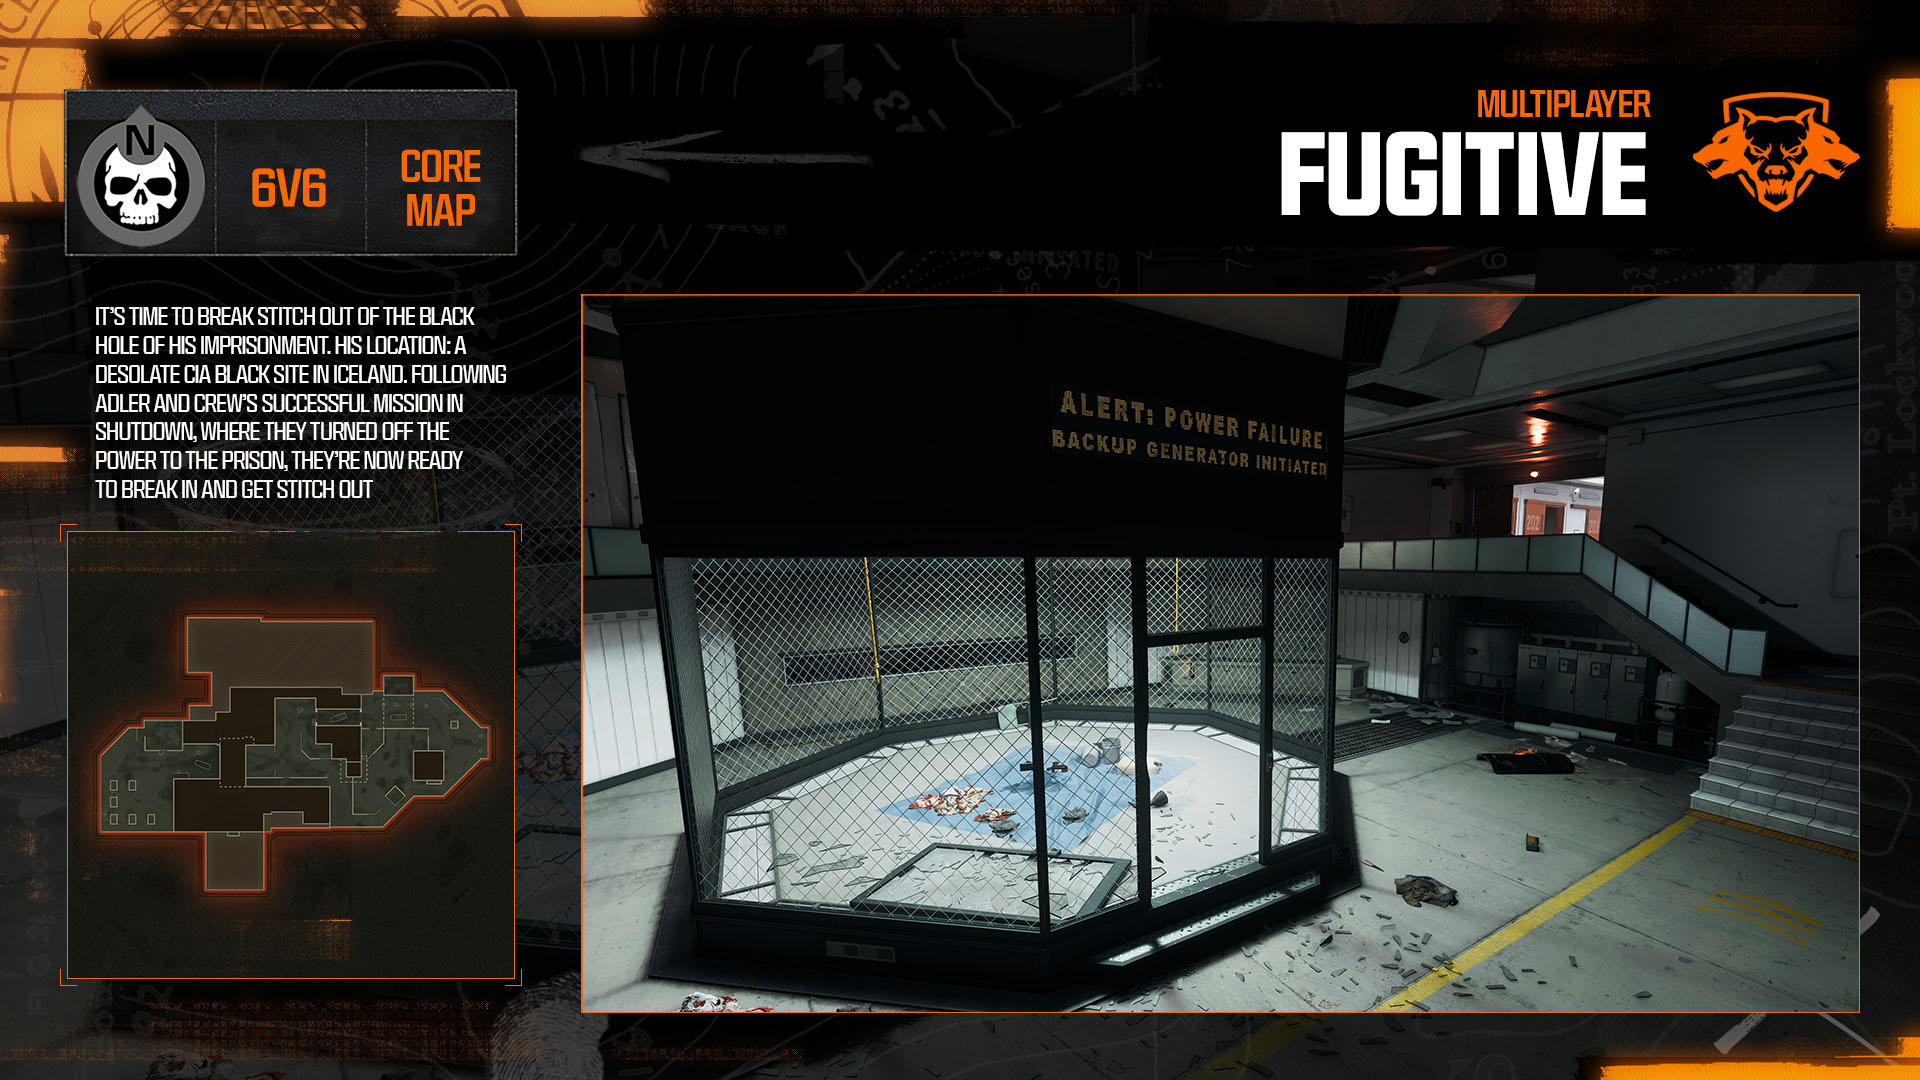 N
6V6
CORE
MAP
MULTIPLAYER
FUGITIVE
IT'S TIME TO BREAK STITCH OUT OF THE BLACK
HOLE OF HIS IMPRISONMENT. HIS LOCATION: A
DESOLATE CIA BLACK SITE IN ICELAND. FOLLOWING
ADLER AND CREW'S SUCCESSFUL MISSION IN
SHUTDOWN, WHERE THEY TURNED OFF THE
POWER TO THE PRISON, THEY'RE NOW READY
TO BREAK IN AND GET STITCH OUT
ALERT: POWER FAILURE
BACKUP GENERATOR INITIATED
202
Pt. Lockwoo